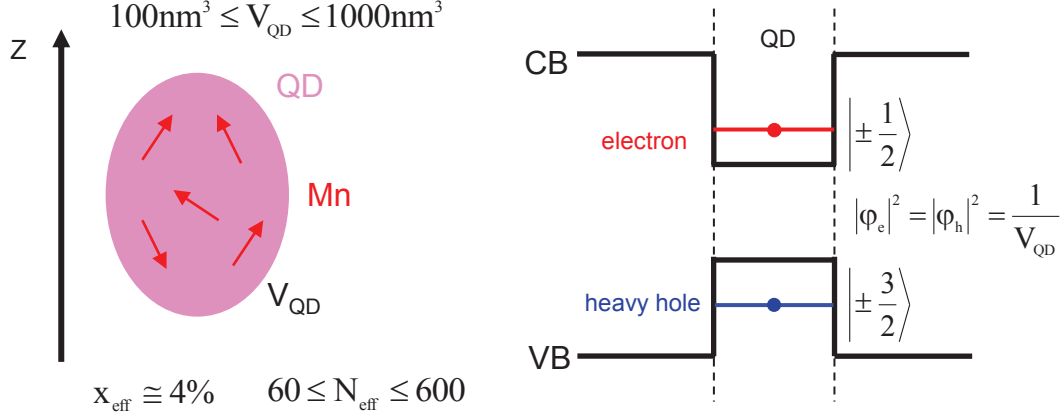 100nm³ ≤ V_QD ≤ 1000nm³
Z
QD
Mn
V_QD
x_eff ≅ 4%
60 ≤ N_eff ≤ 600
QD
CB
electron
|± 1/2⟩
|φ_e|² = |φ_h|² = 1/V_QD
heavy hole
|± 3/2⟩
VB